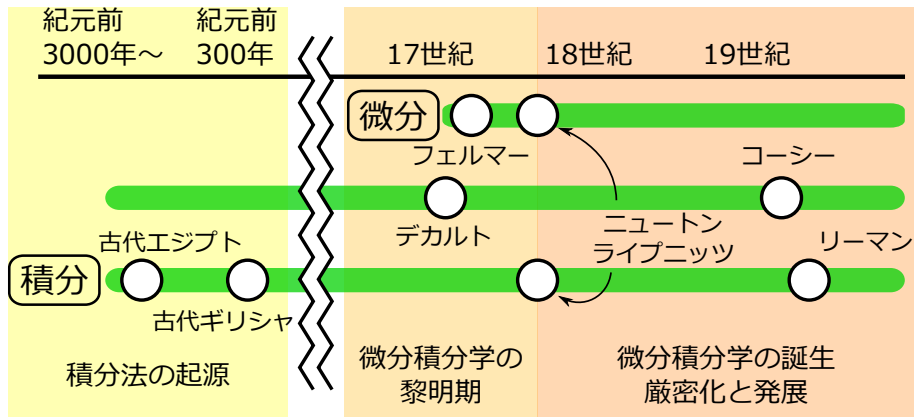 紀元前
3000年～
紀元前
300年
17世紀
18世紀
19世紀
微分
フェルマー
コーシー
デカルト
ニュートン
ライプニッツ
リーマン
古代エジプト
積分
古代ギリシャ
積分法の起源
微分積分学の
黎明期
微分積分学の誕生
厳密化と発展